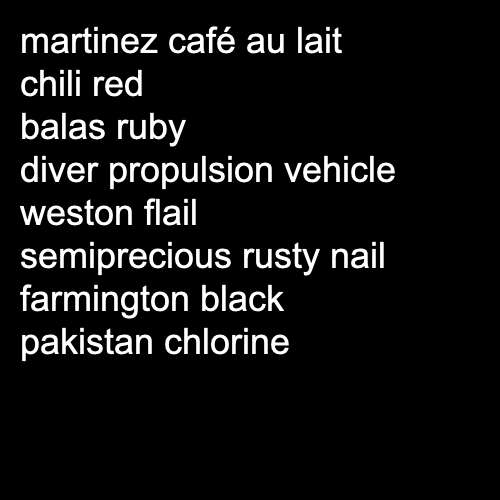 martinez café au lait
chili red
balas ruby
diver propulsion vehicle
weston flail
semiprecious rusty nail
farmington black
pakistan chlorine